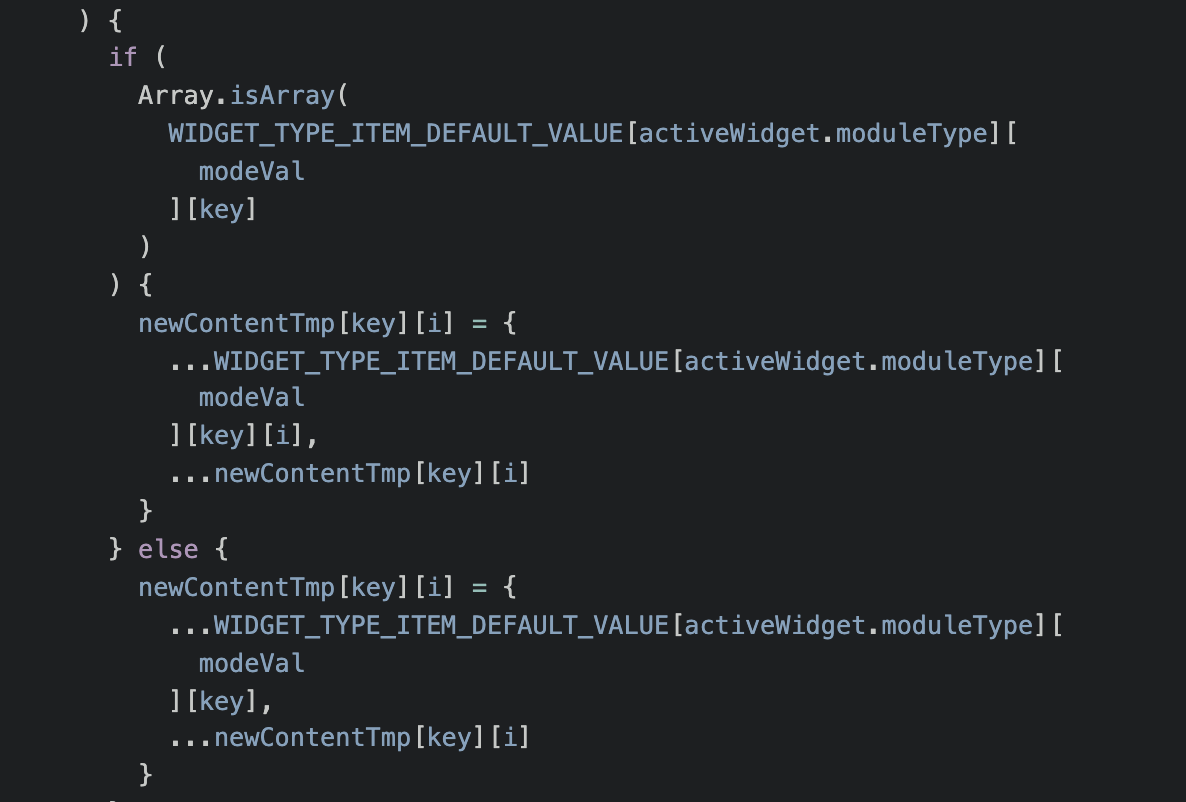 ) {
if (
Array.isArray(
WIDGET_TYPE_ITEM_DEFAULT_VALUE[activeWidget.moduleType][
modeVal
][key]
)
) {
newContentTmp[key][i] = {
...WIDGET_TYPE_ITEM_DEFAULT_VALUE[activeWidget.moduleType][
modeVal
][key][i],
...newContentTmp[key][i]
}
} else {
newContentTmp[key][i] = {
...WIDGET_TYPE_ITEM_DEFAULT_VALUE[activeWidget.moduleType][
modeVal
][key],
...newContentTmp[key][i]
}